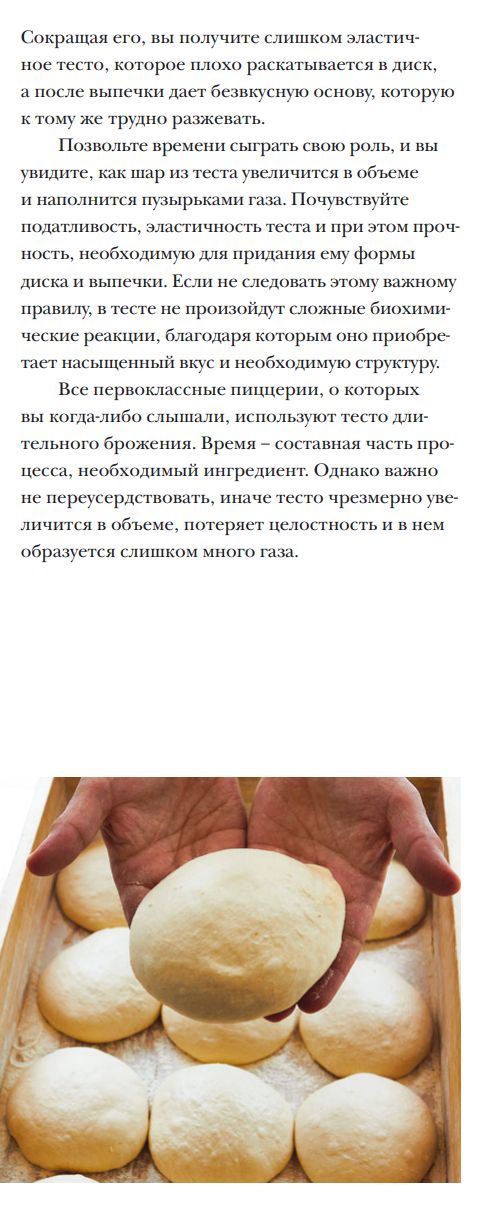 Сокращая его, вы получите слишком эластич-
ное тесто, которое плохо раскатывается в диск,
а после выпечки дает безвкусную основу, которую
к тому же трудно разжевать.
Позвольте времени сыграть свою роль, и вы
увидите, как шар из теста увеличится в объеме
и наполнится пузырьками газа. Почувствуйте
податливость, эластичность теста и при этом проч-
ность, необходимую для придания ему формы
диска и выпечки. Если не следовать этому важному
правилу, в тесте не произойдут сложные биохими-
ческие реакции, благодаря которым оно приобре-
тает насыщенный вкус и необходимую структуру.
Все первоклассные пиццерии, о которых
вы когда-либо слышали, используют тесто дли-
тельного брожения. Время – составная часть про-
цесса, необходимый ингредиент. Однако важно
не переусердствовать, иначе тесто чрезмерно уве-
личится в объеме, потеряет целостность и в нем
образуется слишком много газа.